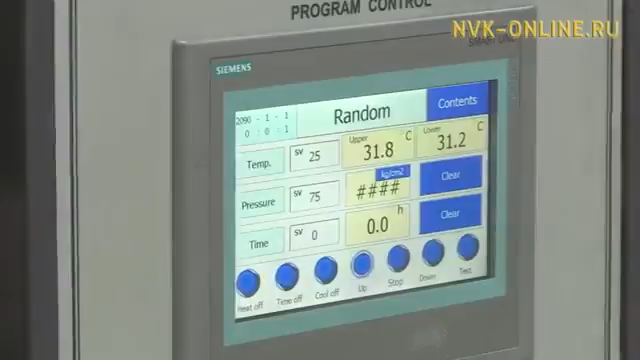 PROGRAM CONTROL
NVK-ONLINE.RU
SIEMENS
2090 - 1 - 1
0 : 0 : 1
Random
Contents
Temp.
SV 25
Upper 31.8 C
Lower 31.2 C
Pressure
SV 75
kg/cm2
####
Clear
Time
SV 0
0.0 h
Clear
Heat off
Time off
Cool off
Up
Stop
Down
Test